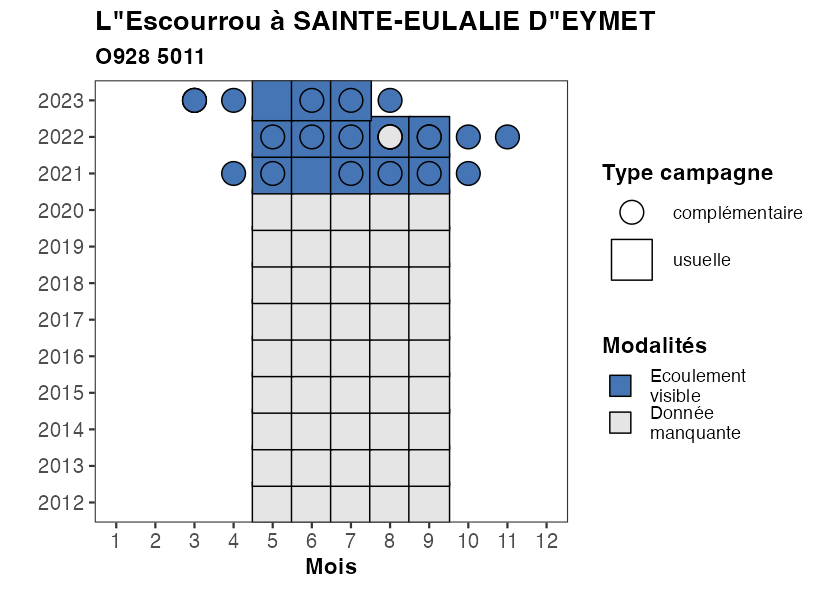 L"Escourrou à SAINTE-EULALIE D"EYMET
O928 5011
2023
2022
2021
2020
2019
2018
2017
2016
2015
2014
2013
2012
1 2 3 4 5 6 7 8 9 10 11 12
Mois
Type campagne
complémentaire
usuelle
Modalités
Ecoulement
visible
Donnée
manquante